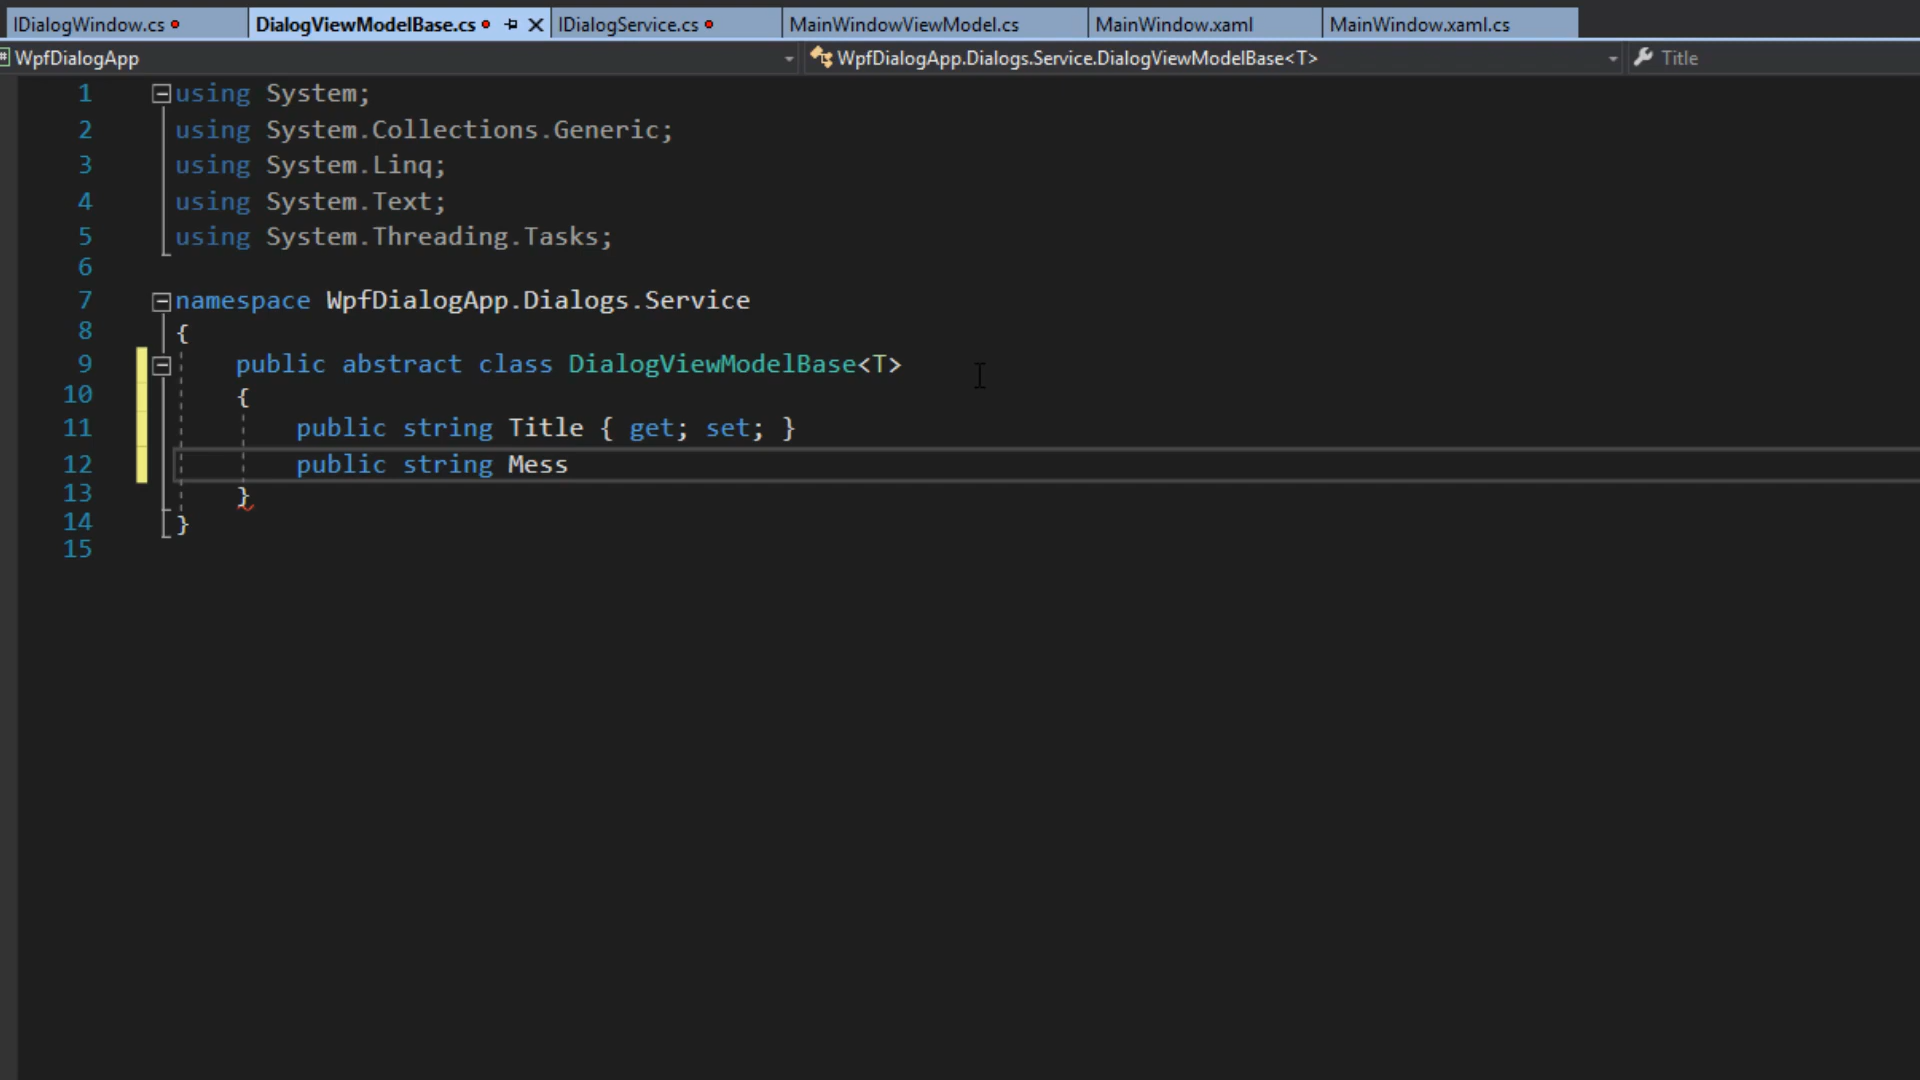 IDialogWindow.cs DialogViewModelBase.cs IDialogService.cs MainWindowViewModel.cs MainWindow.xaml MainWindow.xaml.cs
WpfDialogApp WpfDialogApp.Dialogs.Service.DialogViewModelBase<T> Title
1 using System;
2 using System.Collections.Generic;
3 using System.Linq;
4 using System.Text;
5 using System.Threading.Tasks;
6
7 namespace WpfDialogApp.Dialogs.Service
8 {
9 public abstract class DialogViewModelBase<T>
10 {
11 public string Title { get; set; }
12 public string Mess
13 }
14 }
15